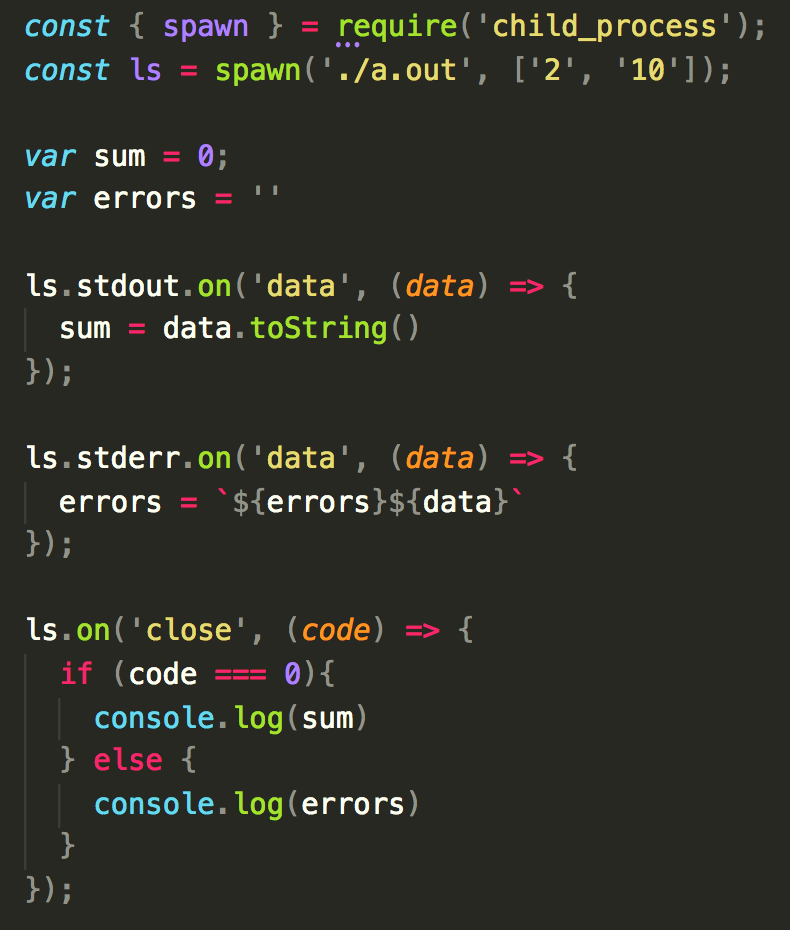 const { spawn } = require('child_process');
const ls = spawn('./a.out', ['2', '10']);

var sum = 0;
var errors = ''

ls.stdout.on('data', (data) => {
  sum = data.toString()
});

ls.stderr.on('data', (data) => {
  errors = `${errors}${data}`
});

ls.on('close', (code) => {
  if (code === 0){
    console.log(sum)
  } else {
    console.log(errors)
  }
});